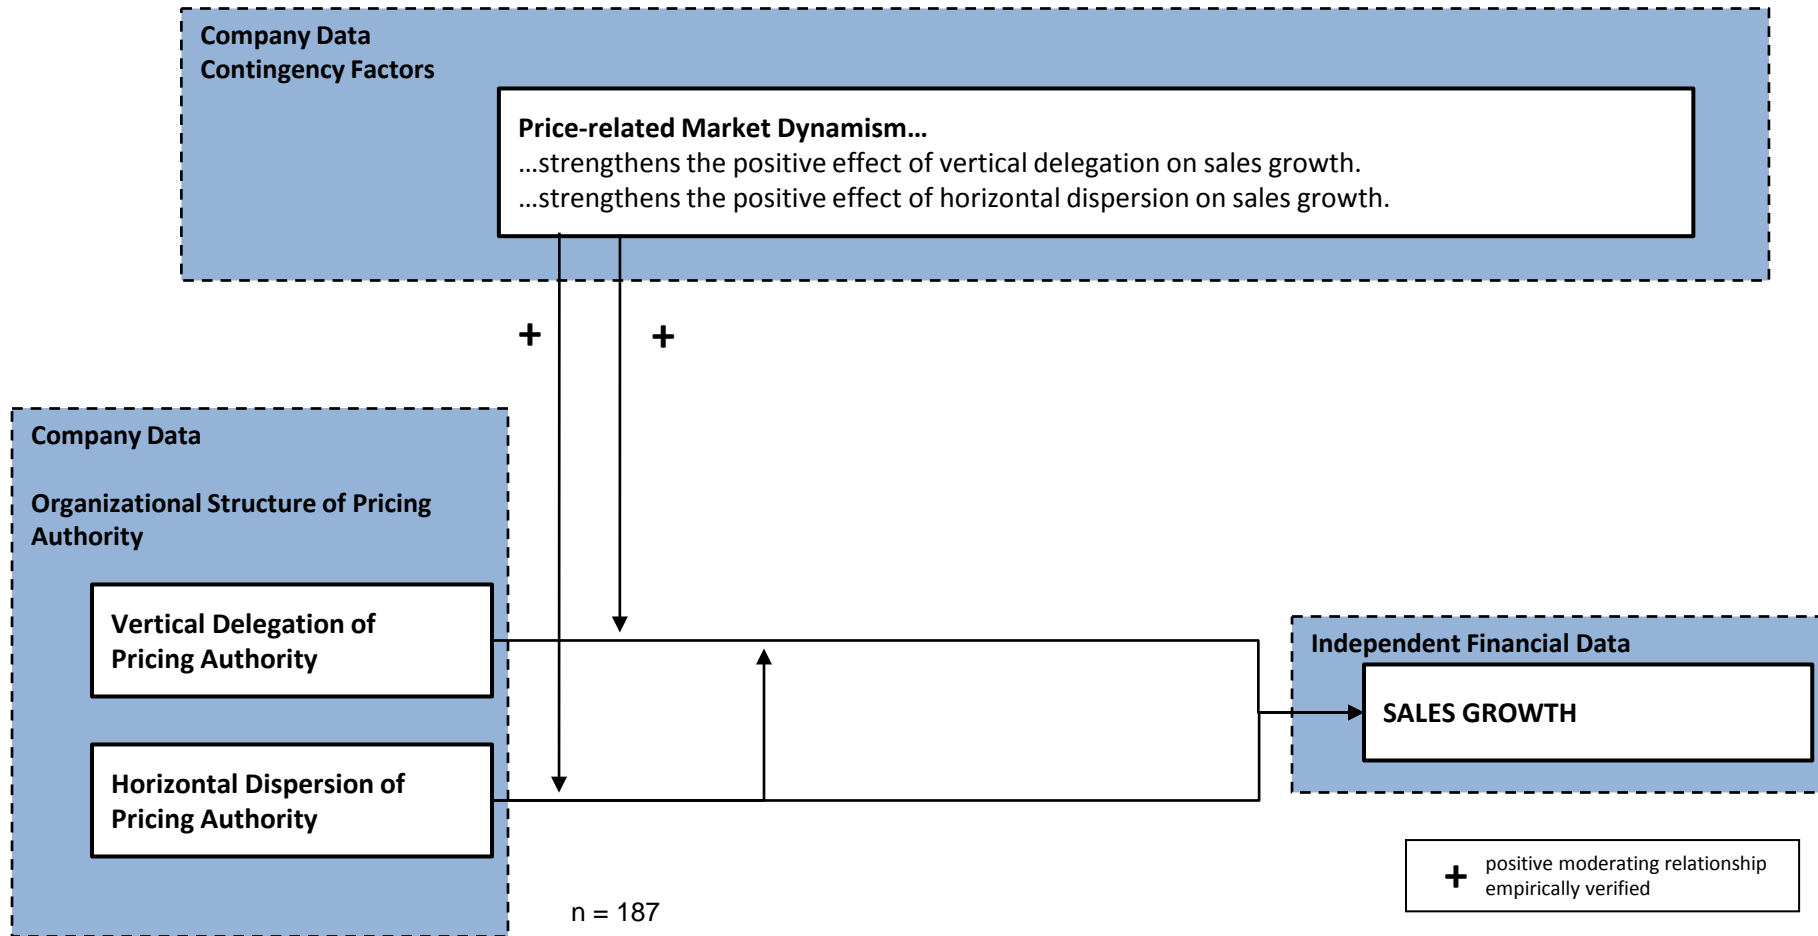 Company Data
Contingency Factors
Price-related Market Dynamism…
…strengthens the positive effect of vertical delegation on sales growth.
…strengthens the positive effect of horizontal dispersion on sales growth.
+
+
Company Data
Organizational Structure of Pricing
Authority
Vertical Delegation of
Pricing Authority
Horizontal Dispersion of
Pricing Authority
Independent Financial Data
SALES GROWTH
n = 187
+ positive moderating relationship
empirically verified